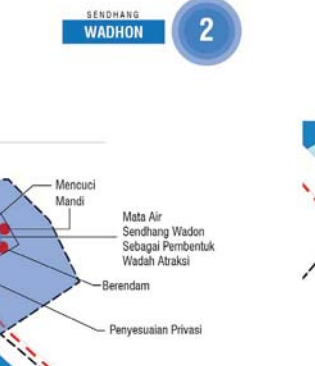 SENDHANG
WADHON
2
Mencuci
Mandi
Mata Air
Sendhang Wadon
Sebagai Pembentuk
Wadah Atraksi
Berendam
Penyesuaian Privasi